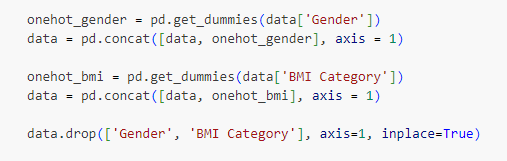 onehot_gender = pd.get_dummies(data['Gender'])
data = pd.concat([data, onehot_gender], axis = 1)
onehot_bmi = pd.get_dummies(data['BMI Category'])
data = pd.concat([data, onehot_bmi], axis = 1)
data.drop(['Gender', 'BMI Category'], axis=1, inplace=True)